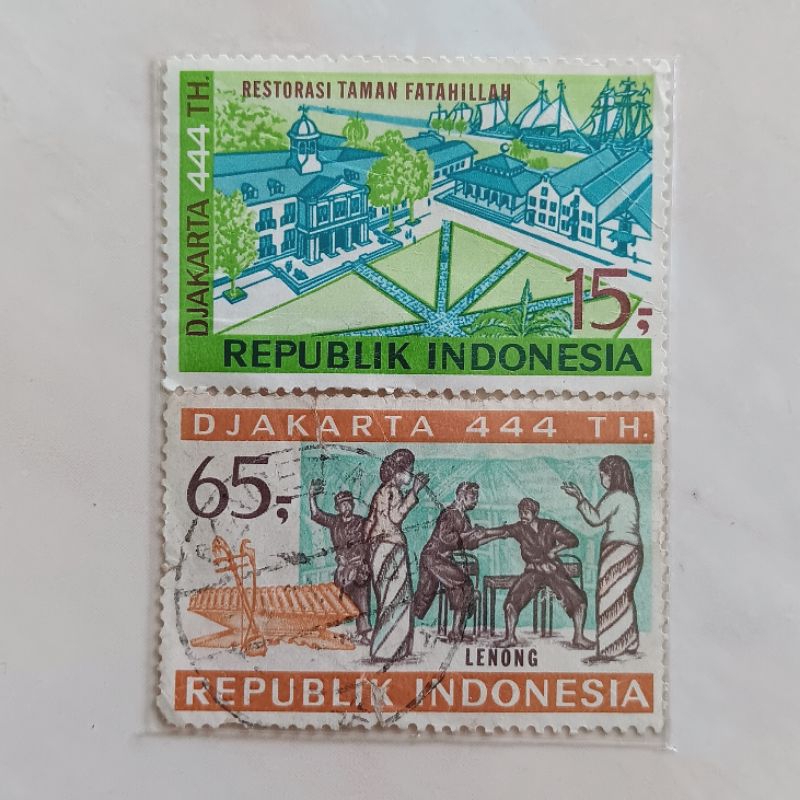 RESTORASI TAMAN FATAHILLAH
DJAKARTA 444 TH.
15,-
REPUBLIK INDONESIA
DJAKARTA 444 TH.
65,-
LENONG
REPUBLIK INDONESIA